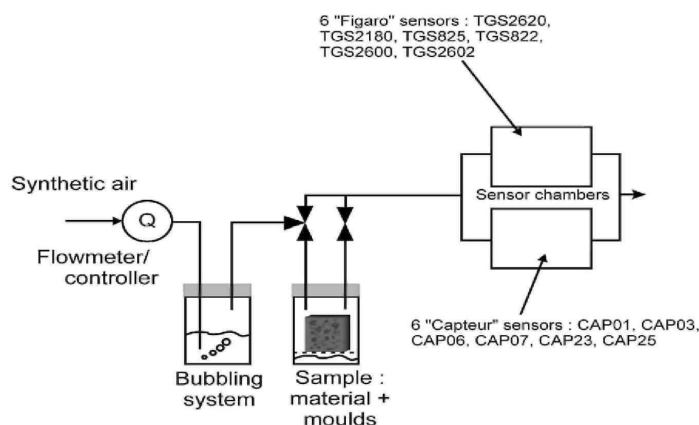 6 "Figaro" sensors : TGS2620,
TGS2180, TGS825, TGS822,
TGS2600, TGS2602
Synthetic air
Q
Flowmeter/
controller
Sensor chambers
6 "Capteur" sensors : CAP01, CAP03,
CAP06, CAP07, CAP23, CAP25
Bubbling
system
Sample :
material +
moulds